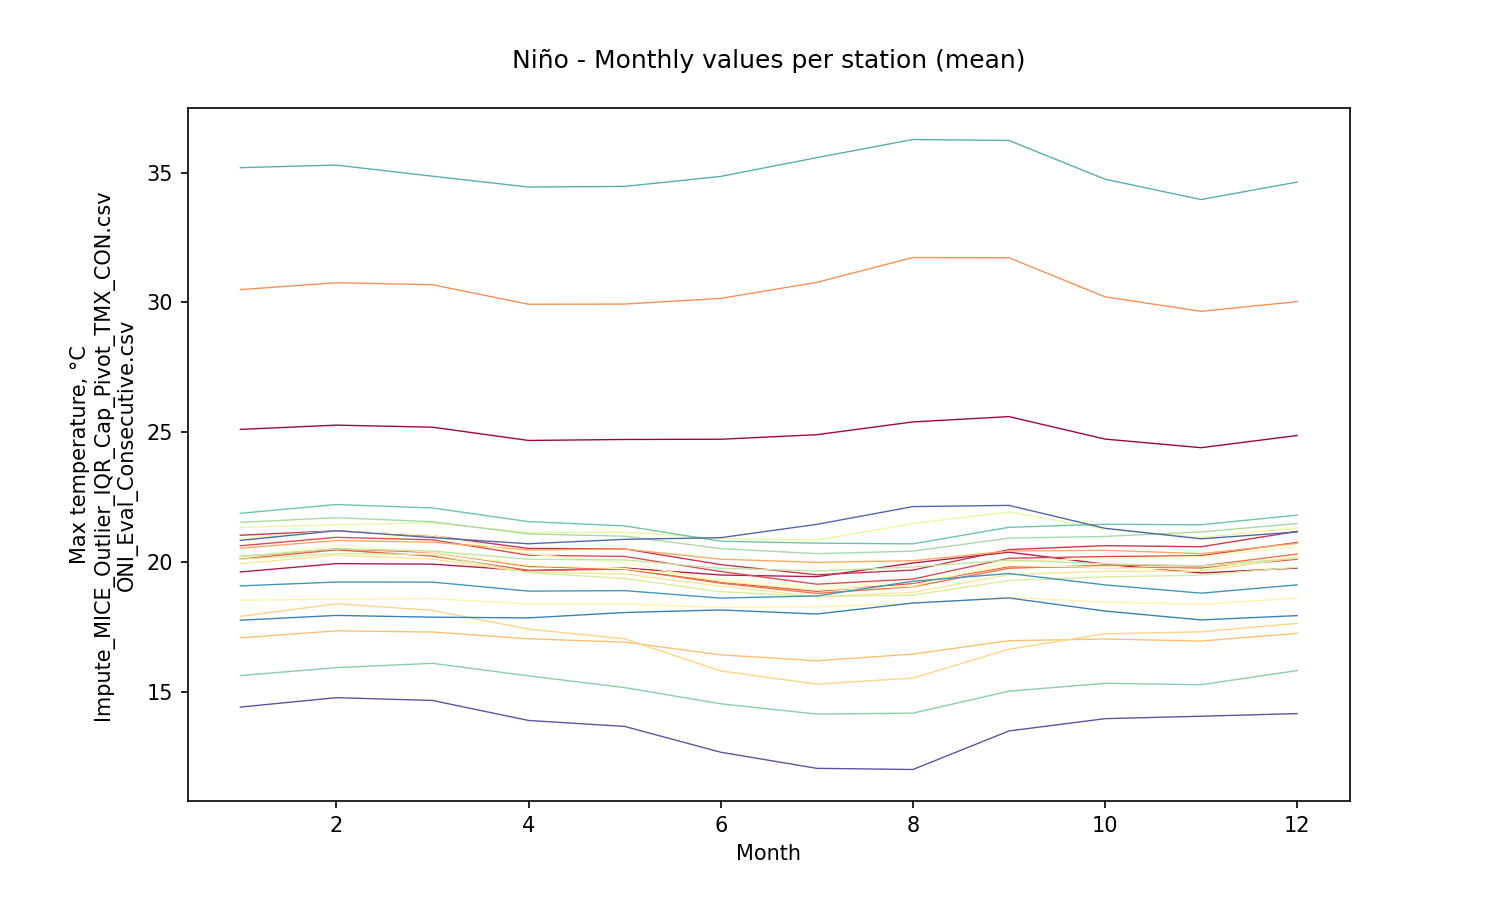 Niño - Monthly values per station (mean)
Max temperature, °C
Impute_MICE_Outlier_IQR_Cap_Pivot_TMX_CON.csv
ONI_Eval_Consecutive.csv
35
30
25
20
15
2 4 6 8 10 12
Month